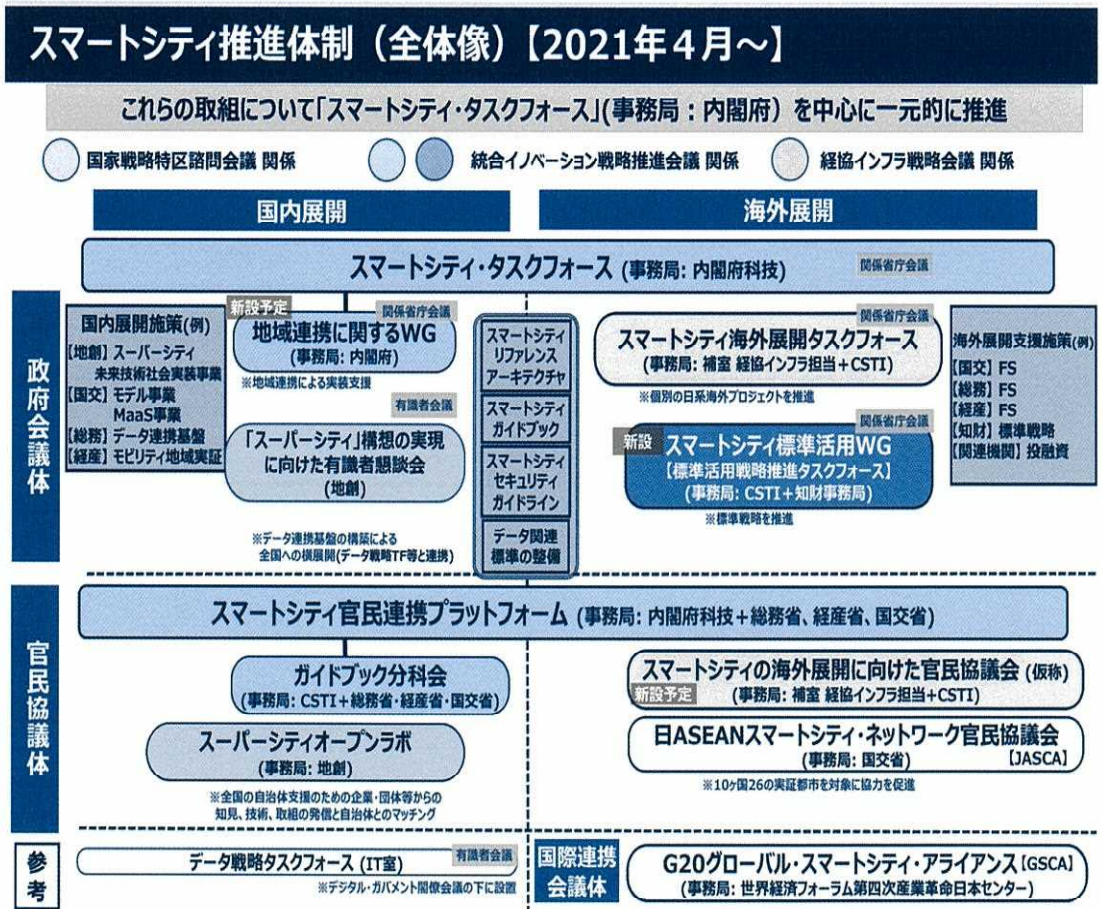 スマートシティ推進体制（全体像）【2021年４月～】
これらの取組について「スマートシティ・タスクフォース」(事務局：内閣府）を中心に一元的に推進
国家戦略特区諮問会議 関係
統合イノベーション戦略推進会議 関係
経協インフラ戦略会議 関係
国内展開
海外展開
スマートシティ・タスクフォース (事務局: 内閣府科技)
関係省庁会議
政府会議体
国内展開施策(例)
【地創】スーパーシティ
未来技術社会実装事業
【国交】モデル事業
MaaS事業
【総務】データ連携基盤
【経産】モビリティ地域実証
新設予定
関係省庁会議
地域連携に関するWG
(事務局: 内閣府)
※地域連携による実装支援
有識者会議
「スーパーシティ」構想の実現
に向けた有識者懇談会
(地創)
※データ連携基盤の構築による
全国への横展開(データ戦略TF等と連携)
スマートシティ
リファレンス
アーキテクチャ
スマートシティ
ガイドブック
スマートシティ
セキュリティ
ガイドライン
データ関連
標準の整備
関係省庁会議
スマートシティ海外展開タスクフォース
(事務局: 補室 経協インフラ担当＋CSTI)
※個別の日系海外プロジェクトを推進
関係省庁会議
新設
スマートシティ標準活用WG
【標準活用戦略推進タスクフォース】
(事務局: CSTI＋知財事務局)
※標準戦略を推進
海外展開支援施策(例)
【国交】FS
【総務】FS
【経産】FS
【知財】標準戦略
【関連機関】投融資
官民協議体
スマートシティ官民連携プラットフォーム (事務局: 内閣府科技＋総務省、経産省、国交省)
ガイドブック分科会
(事務局: CSTI＋総務省・経産省・国交省)
スーパーシティオープンラボ
(事務局: 地創)
※全国の自治体支援のための企業・団体等からの
知見、技術、取組の発信と自治体とのマッチング
スマートシティの海外展開に向けた官民協議会 (仮称)
新設予定
(事務局: 補室 経協インフラ担当+CSTI)
日ASEANスマートシティ・ネットワーク官民協議会
(事務局: 国交省)
【JASCA】
※10ヶ国26の実証都市を対象に協力を促進
参考
データ戦略タスクフォース (IT室)
有識者会議
※デジタル・ガバメント閣僚会議の下に設置
国際連携
会議体
G20グローバル・スマートシティ・アライアンス【GSCA】
(事務局: 世界経済フォーラム第四次産業革命日本センター)